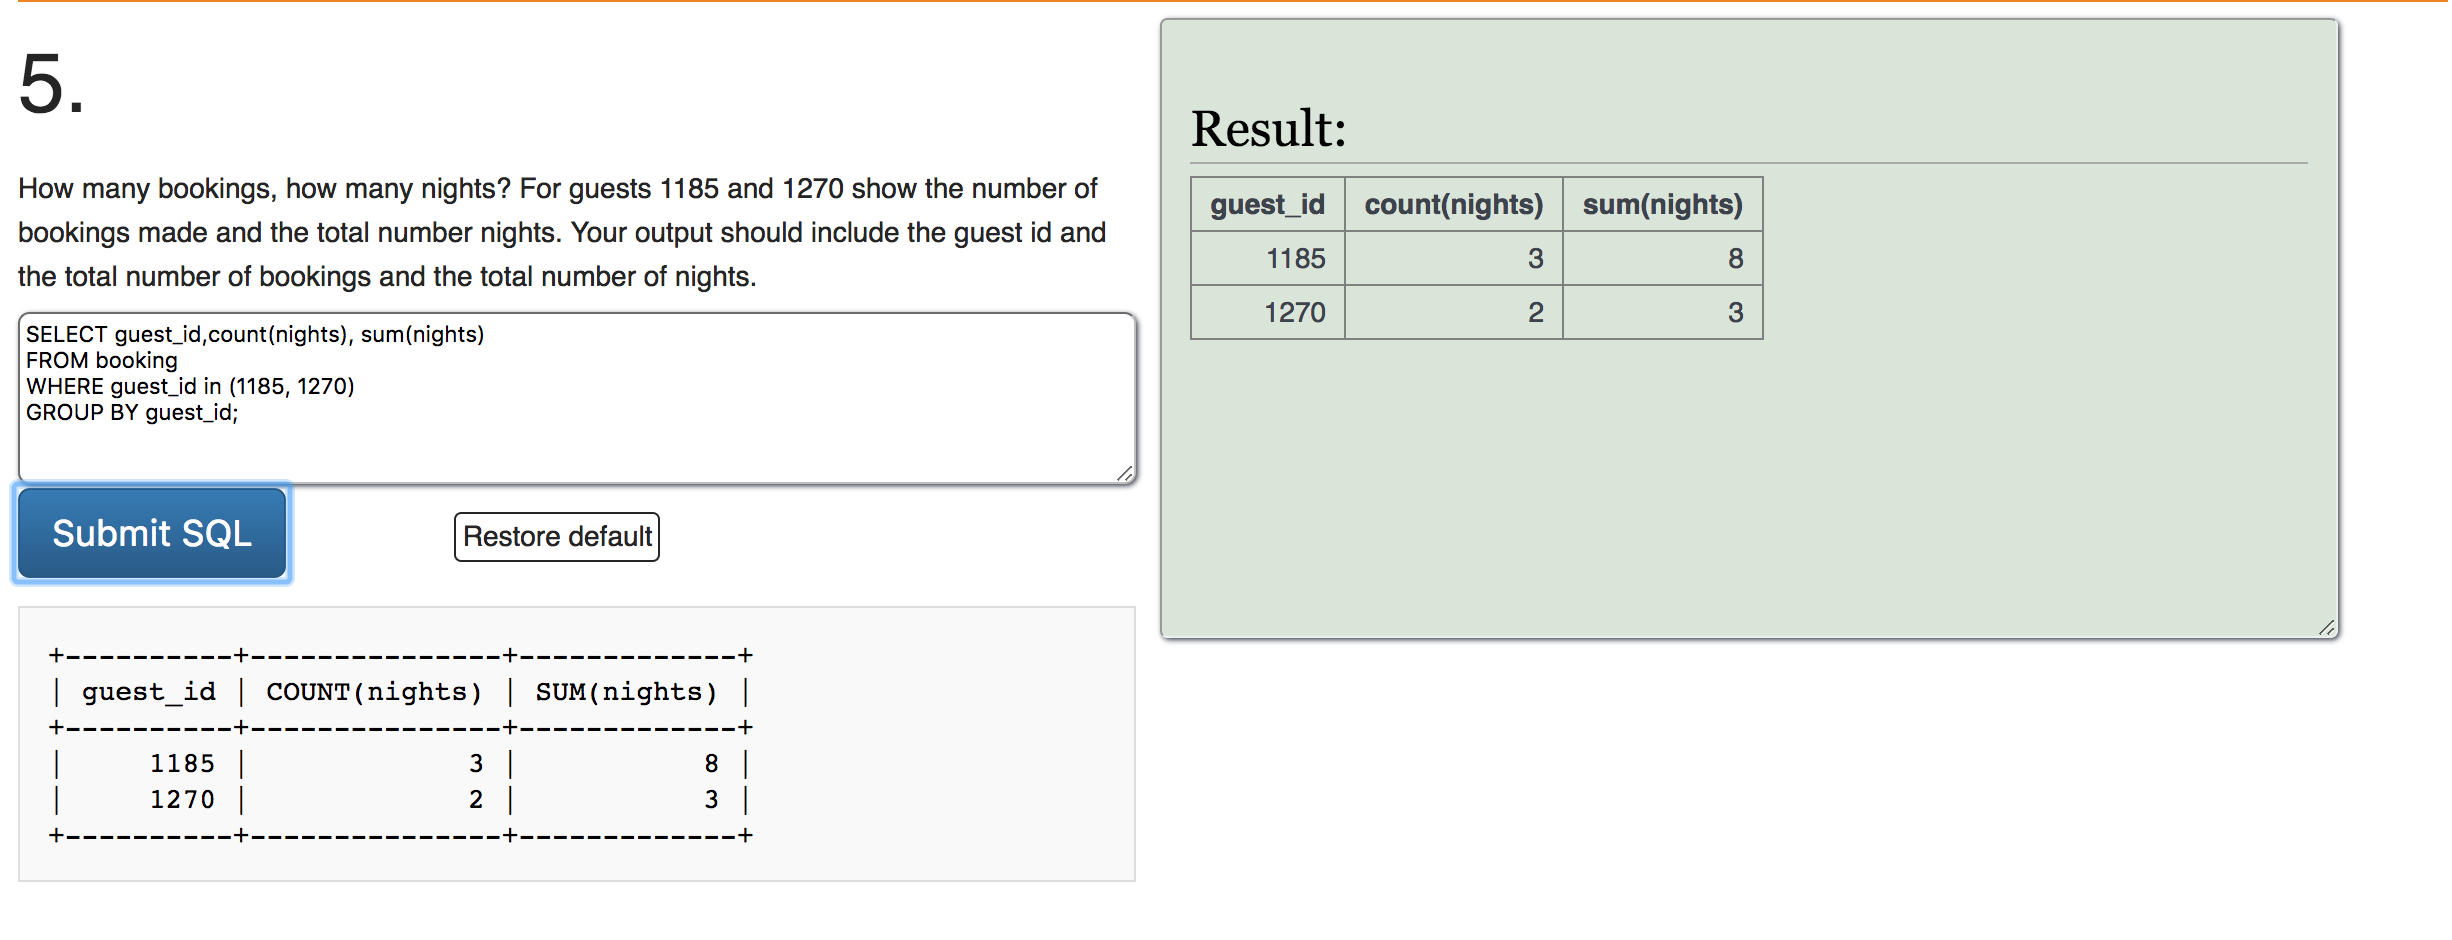 5.
How many bookings, how many nights? For guests 1185 and 1270 show the number of
bookings made and the total number nights. Your output should include the guest id and
the total number of bookings and the total number of nights.
SELECT guest_id,count(nights), sum(nights)
FROM booking
WHERE guest_id in (1185, 1270)
GROUP BY guest_id;
Submit SQL
Restore default
+----------+---------------+-------------+
| guest_id | COUNT(nights) | SUM(nights) |
+----------+---------------+-------------+
|     1185 |             3 |           8 |
|     1270 |             2 |           3 |
+----------+---------------+-------------+
Result:
guest_id count(nights) sum(nights)
1185 3 8
1270 2 3